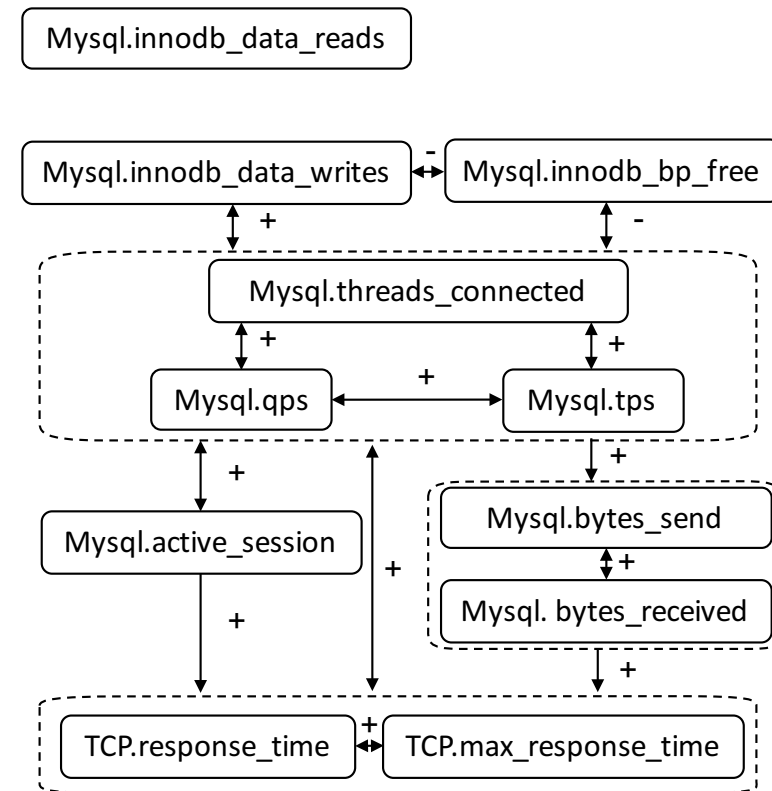 Mysql.innodb_data_reads
-
Mysql.innodb_data_writes
Mysql.innodb_bp_free
+
-
Mysql.threads_connected
+
+
+
Mysql.qps
Mysql.tps
+
+
Mysql.bytes_send
Mysql.active_session
+
+
Mysql. bytes_received
+
+
+
TCP.response_time
TCP.max_response_time